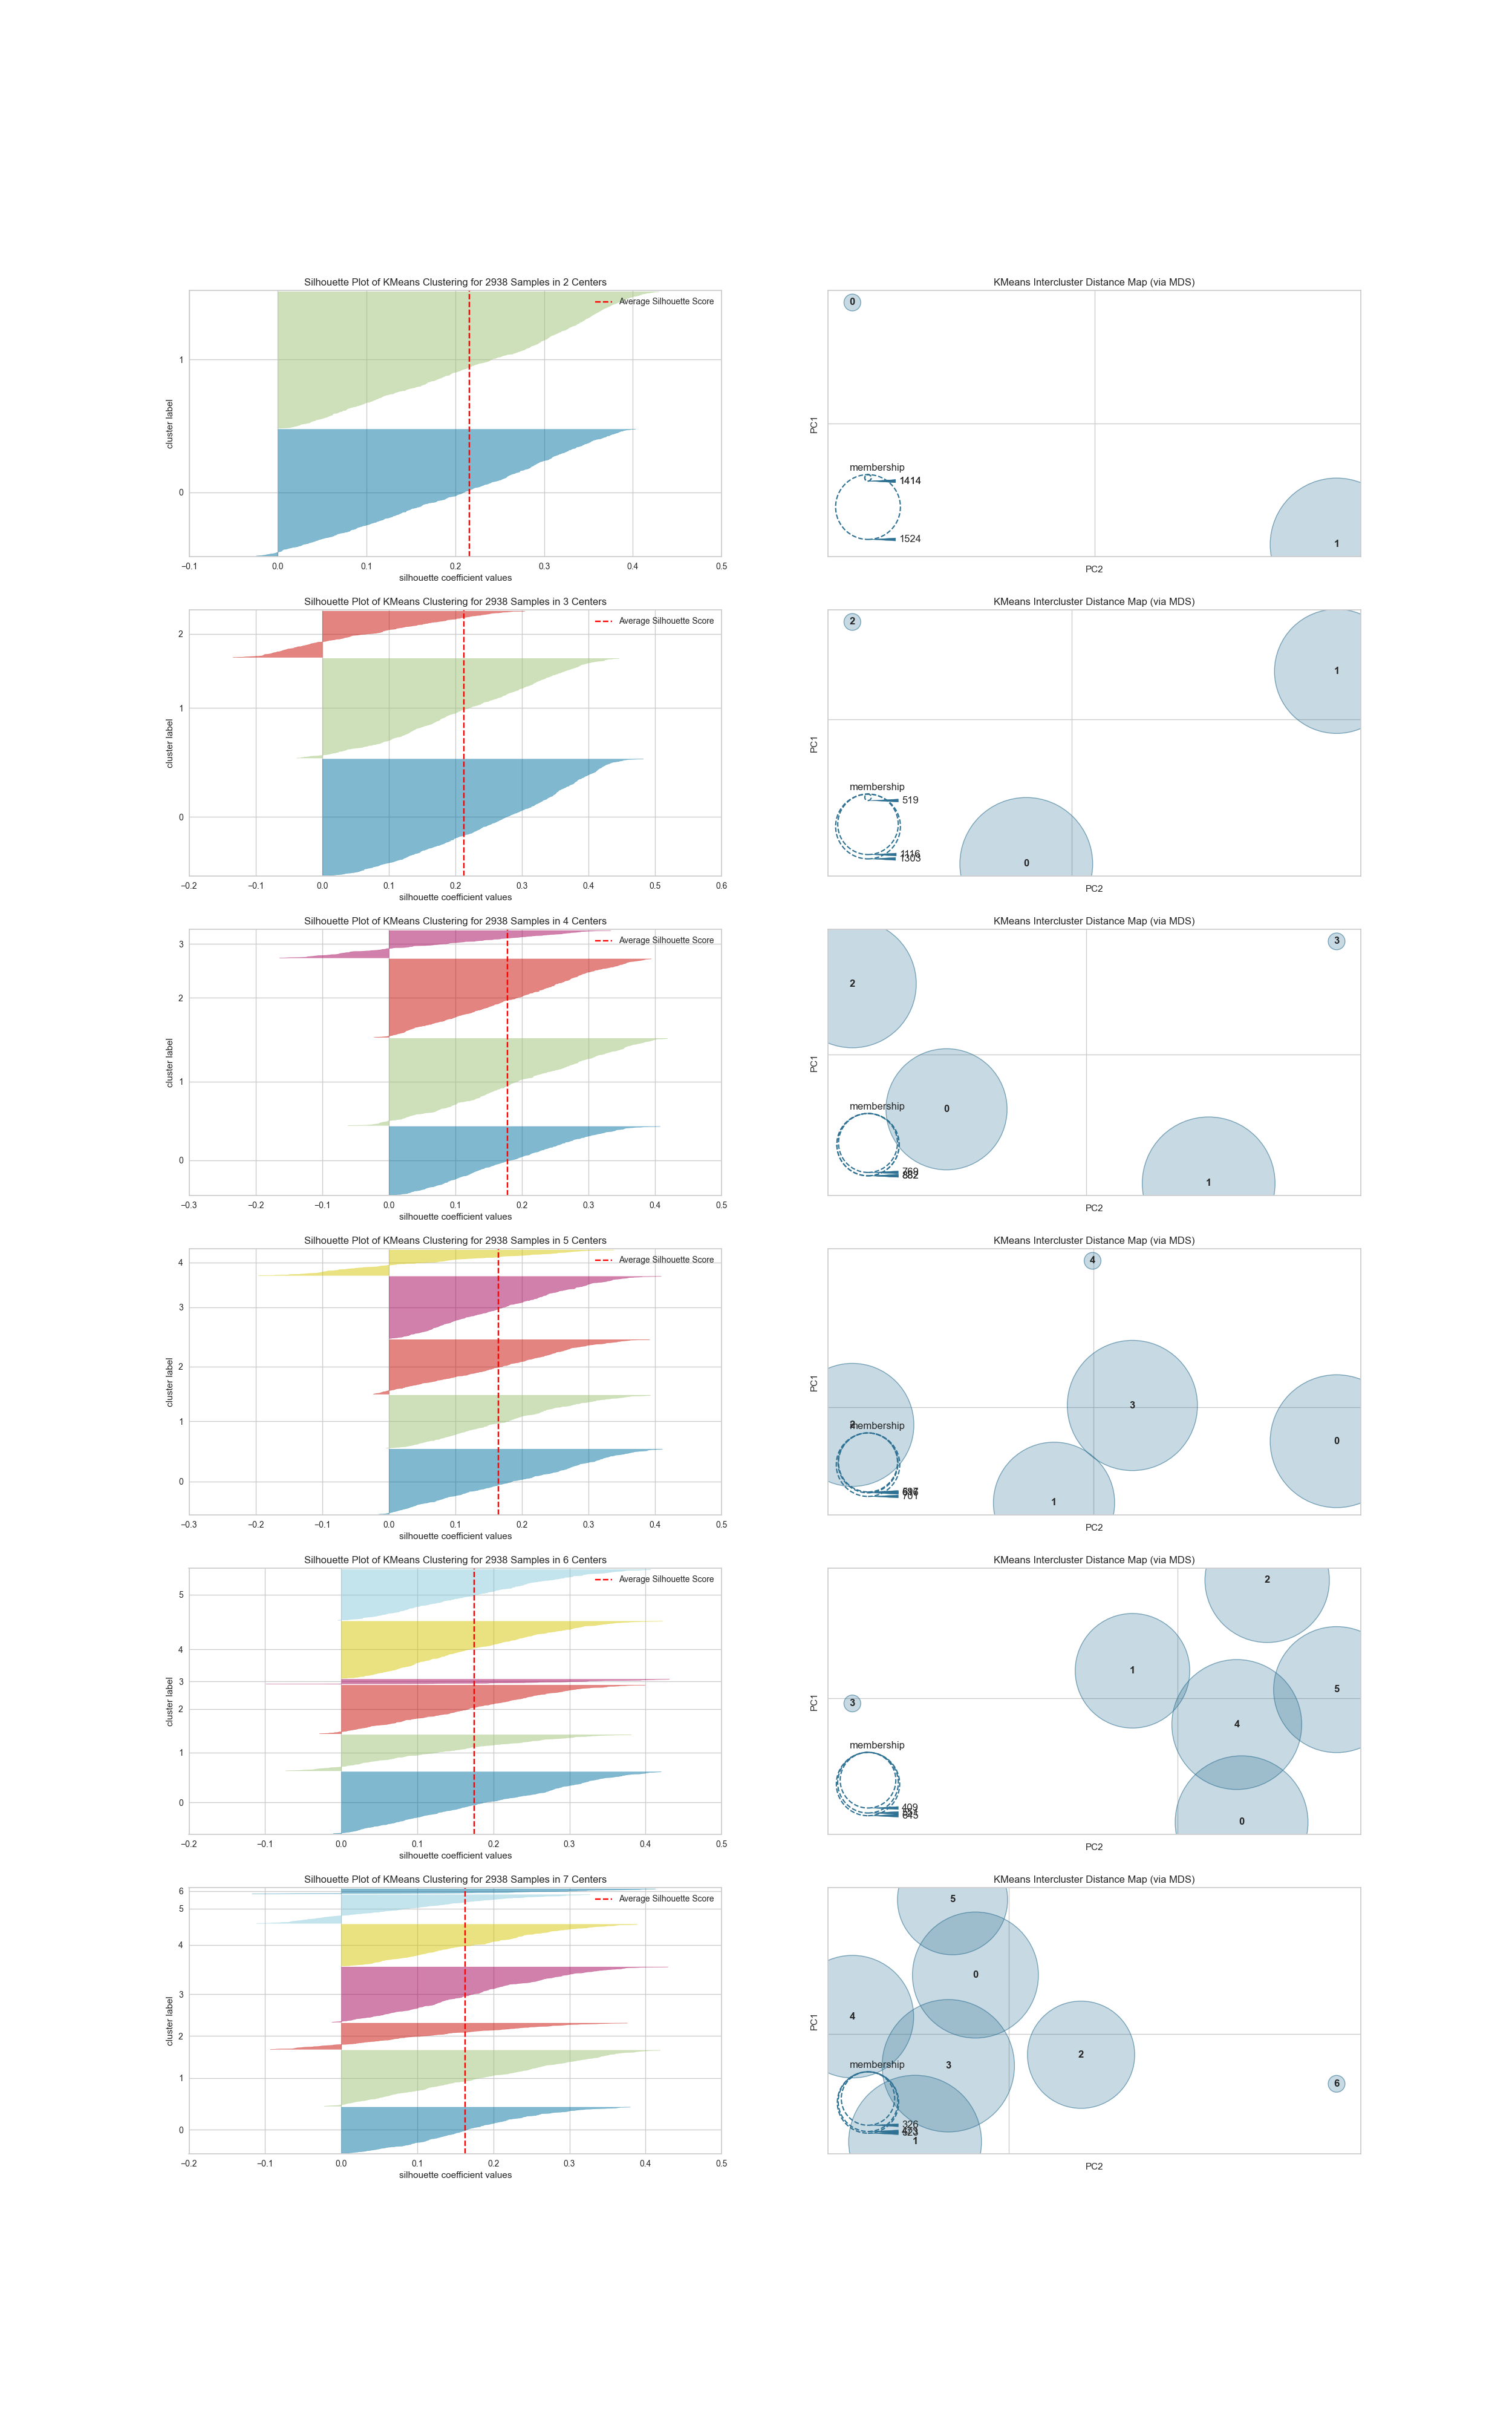 Silhouette Plot of KMeans Clustering for 2938 Samples in 2 Centers
Average Silhouette Score
1
0
cluster label
−0.1 0.0 0.1 0.2 0.3 0.4 0.5
silhouette coefficient values
KMeans Intercluster Distance Map (via MDS)
0
PC1
membership
1414
1524
1
PC2
Silhouette Plot of KMeans Clustering for 2938 Samples in 3 Centers
Average Silhouette Score
2
1
0
cluster label
−0.2 −0.1 0.0 0.1 0.2 0.3 0.4 0.5 0.6
silhouette coefficient values
KMeans Intercluster Distance Map (via MDS)
2
1
PC1
membership
519
1116
1303
0
PC2
Silhouette Plot of KMeans Clustering for 2938 Samples in 4 Centers
Average Silhouette Score
3
2
1
0
cluster label
−0.3 −0.2 −0.1 0.0 0.1 0.2 0.3 0.4 0.5
silhouette coefficient values
KMeans Intercluster Distance Map (via MDS)
3
2
PC1
membership
0
1
PC2
Silhouette Plot of KMeans Clustering for 2938 Samples in 5 Centers
Average Silhouette Score
4
3
2
1
0
cluster label
−0.3 −0.2 −0.1 0.0 0.1 0.2 0.3 0.4 0.5
silhouette coefficient values
KMeans Intercluster Distance Map (via MDS)
4
PC1
3
2
membership
0
701
1
PC2
Silhouette Plot of KMeans Clustering for 2938 Samples in 6 Centers
Average Silhouette Score
5
4
3
2
1
0
cluster label
−0.2 −0.1 0.0 0.1 0.2 0.3 0.4 0.5
silhouette coefficient values
KMeans Intercluster Distance Map (via MDS)
2
1
5
3
PC1
4
membership
409
0
PC2
Silhouette Plot of KMeans Clustering for 2938 Samples in 7 Centers
Average Silhouette Score
6
5
4
3
2
1
0
cluster label
−0.2 −0.1 0.0 0.1 0.2 0.3 0.4 0.5
silhouette coefficient values
KMeans Intercluster Distance Map (via MDS)
5
0
4
PC1
2
3
membership
6
326
1
PC2